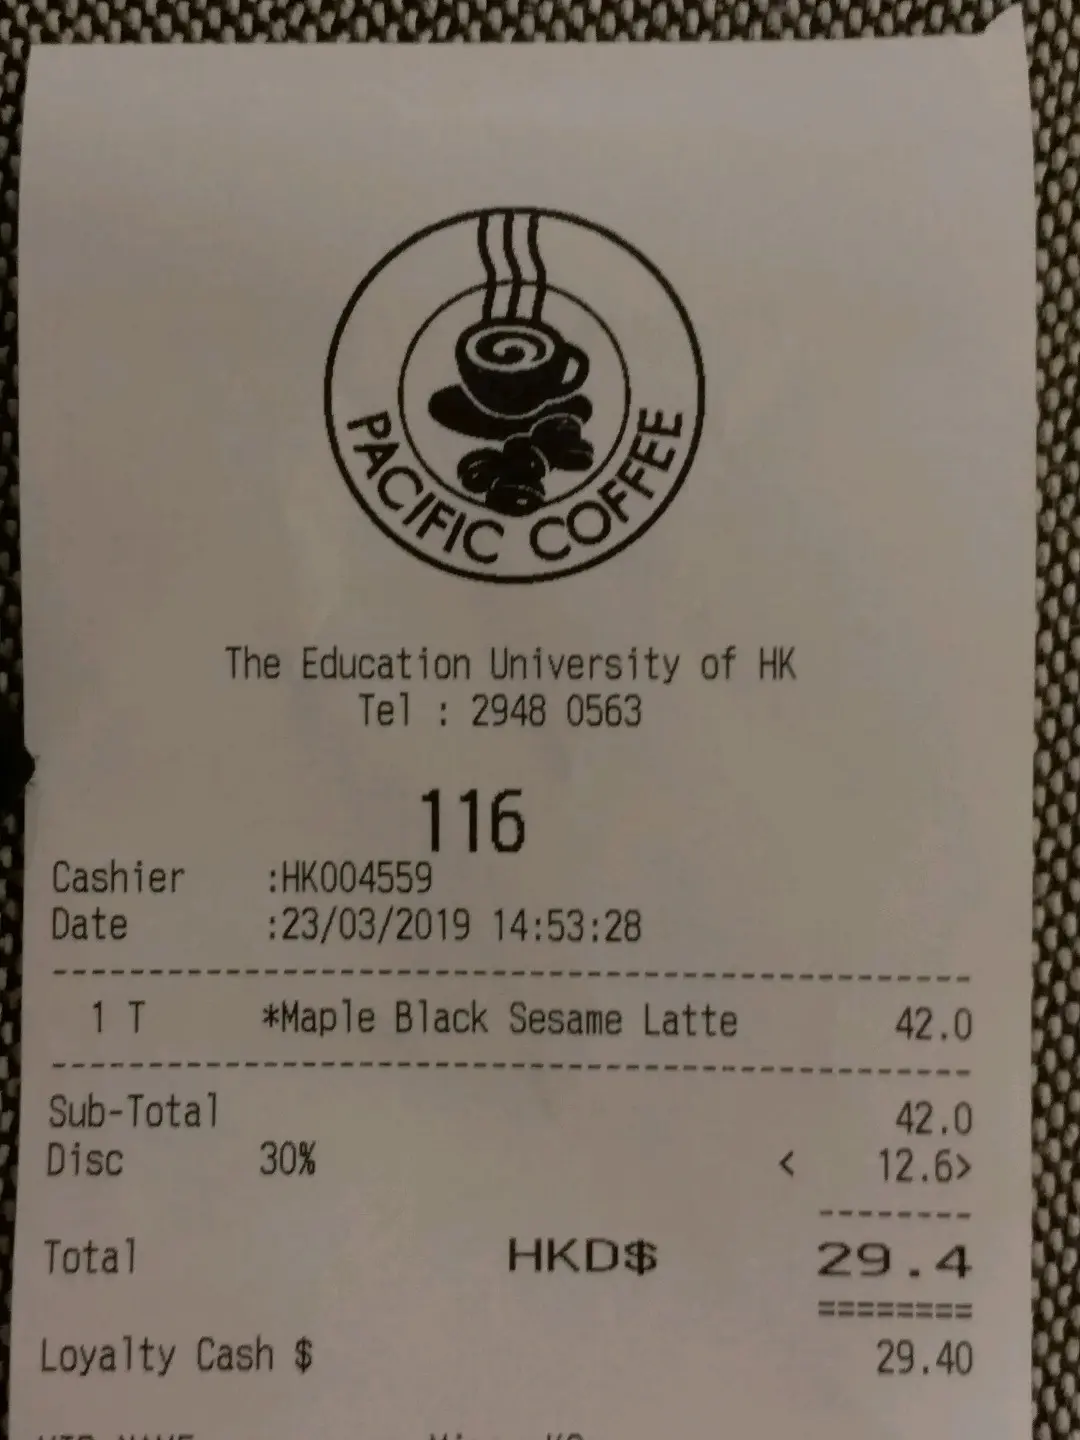 PACIFIC COFFEE
The Education University of HK
Tel : 2948 0563
116
Cashier :HK004559
Date :23/03/2019 14:53:28
--------------------------------------------------
1 T *Maple Black Sesame Latte 42.0
--------------------------------------------------
Sub-Total 42.0
Disc 30% < 12.6>
--------
Total HKD$ 29.4
========
Loyalty Cash $ 29.40